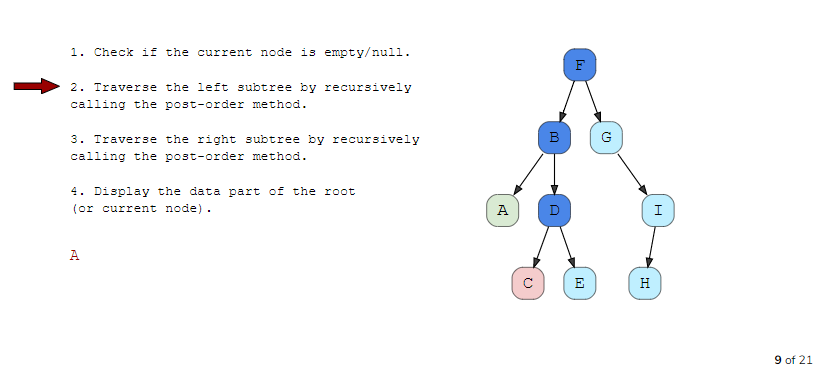 1. Check if the current node is empty/null.
2. Traverse the left subtree by recursively
calling the post-order method.
3. Traverse the right subtree by recursively
calling the post-order method.
4. Display the data part of the root
(or current node).
A
F
B
G
A
D
I
C
E
H
9 of 21